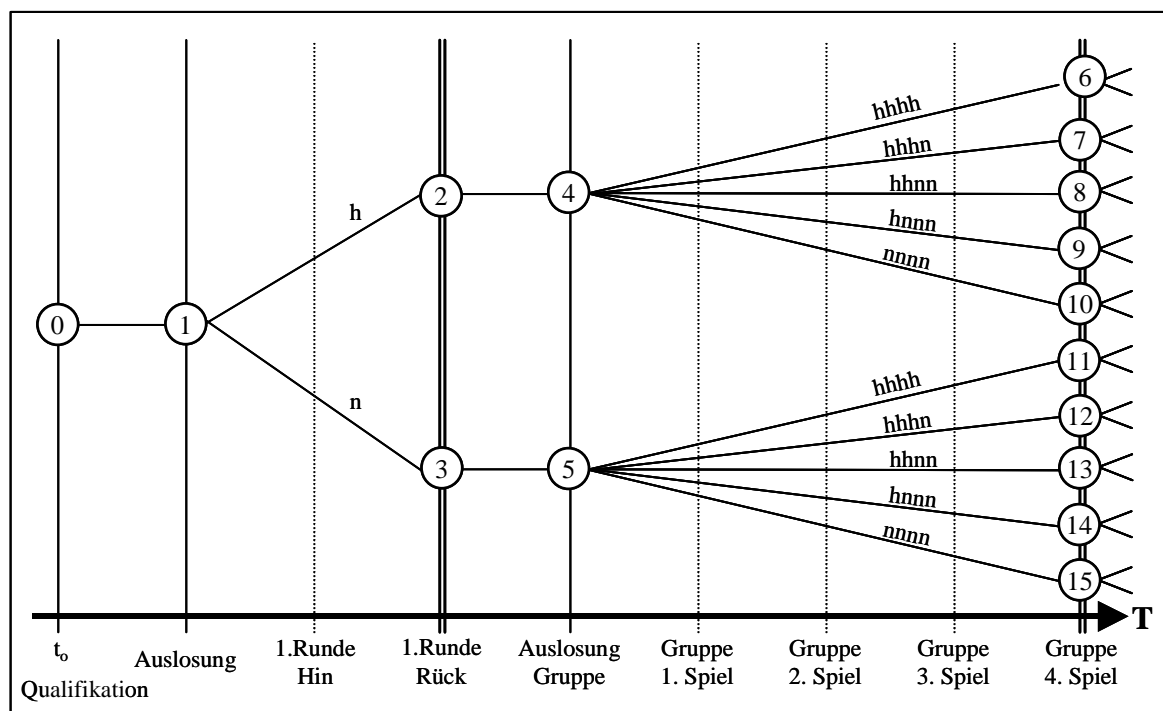 6
hhhh
7
hhhn
2
4
hhnn
8
h
hnnn
9
nnnn
10
0
1
11
hhhh
12
n
hhhn
3
5
hhnn
13
hnnn
14
nnnn
15
T
to
Qualifikation
Auslosung
1.Runde
Hin
1.Runde
Rück
Auslosung
Gruppe
Gruppe
1. Spiel
Gruppe
2. Spiel
Gruppe
3. Spiel
Gruppe
4. Spiel